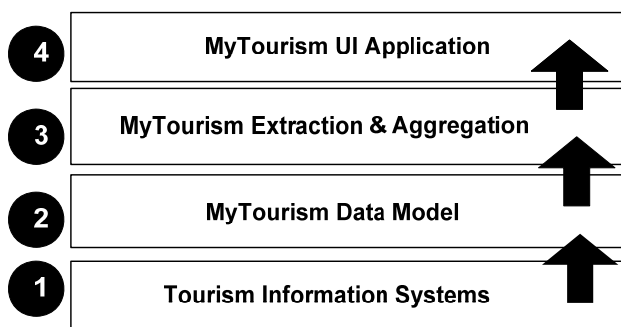 4 MyTourism UI Application
3 MyTourism Extraction & Aggregation
2 MyTourism Data Model
1 Tourism Information Systems